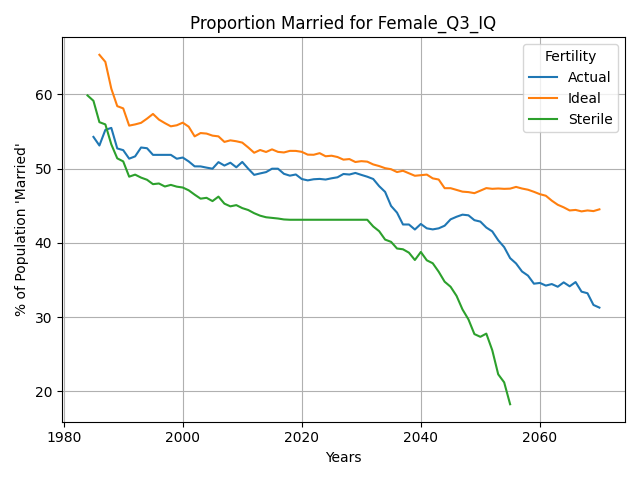 Proportion Married for Female_Q3_IQ
% of Population 'Married'
60
50
40
30
20
1980
2000
2020
2040
2060
Years
Fertility
Actual
Ideal
Sterile